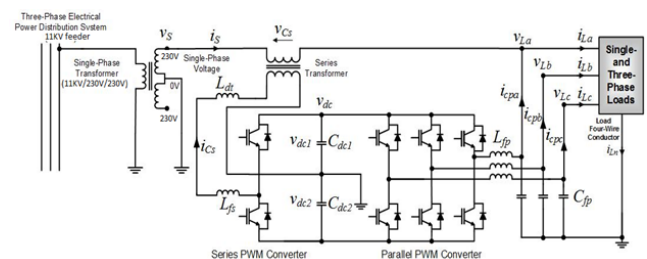 Three-Phase Electrical
Power Distribution System
11KV feeder
Single-Phase
Transformer
(11KV/230V/230V)
v_S
230V
0V
230V
i_S
Single-Phase
Voltage
v_Cs
Series
Transformer
L_dt
i_Cs
L_fs
v_dc
v_dc1
C_dc1
v_dc2
C_dc2
L_fp
C_fp
v_La
i_La
v_Lb
i_Lb
v_Lc
i_Lc
i_cpa
i_cpb
i_cpc
Single-
and
Three-
Phase
Loads
Load
Four-Wire
Conductor
i_Ln
Series PWM Converter
Parallel PWM Converter